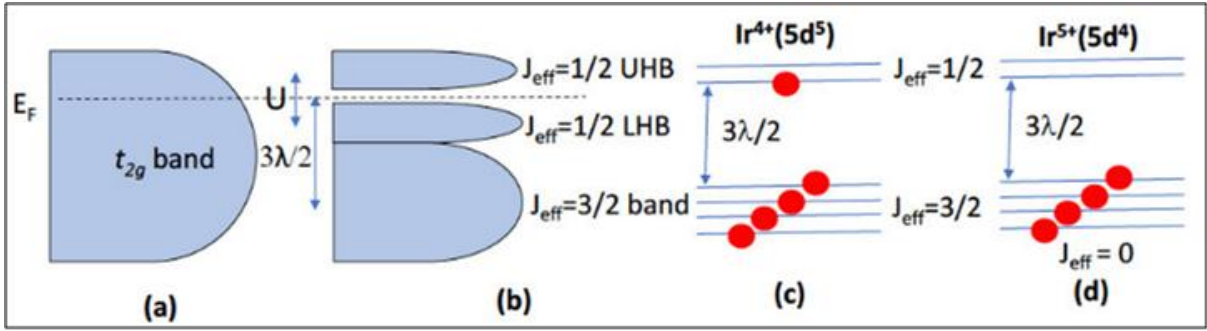 E_F
t_2g band
(a)
U
3λ/2
J_eff=1/2 UHB
J_eff=1/2 LHB
J_eff=3/2 band
(b)
Ir⁴⁺(5d⁵)
3λ/2
(c)
J_eff=1/2
J_eff=3/2
Ir⁵⁺(5d⁴)
3λ/2
J_eff = 0
(d)